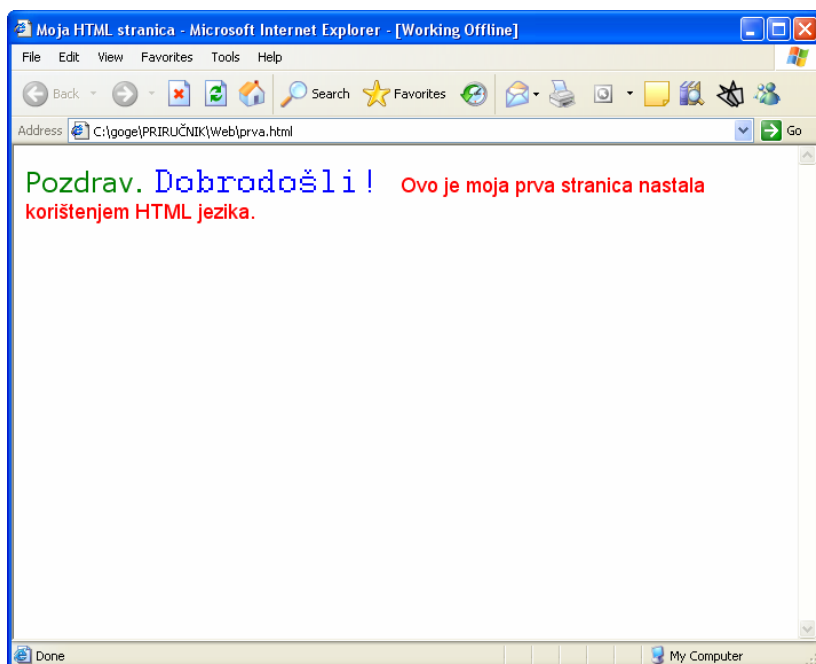 Moja HTML stranica - Microsoft Internet Explorer - [Working Offline]
File Edit View Favorites Tools Help
Back Search Favorites
Address C:\goge\PRIRUČNIK\Web\prva.html Go
Pozdrav. Dobrodošli! Ovo je moja prva stranica nastala
korištenjem HTML jezika.
Done My Computer